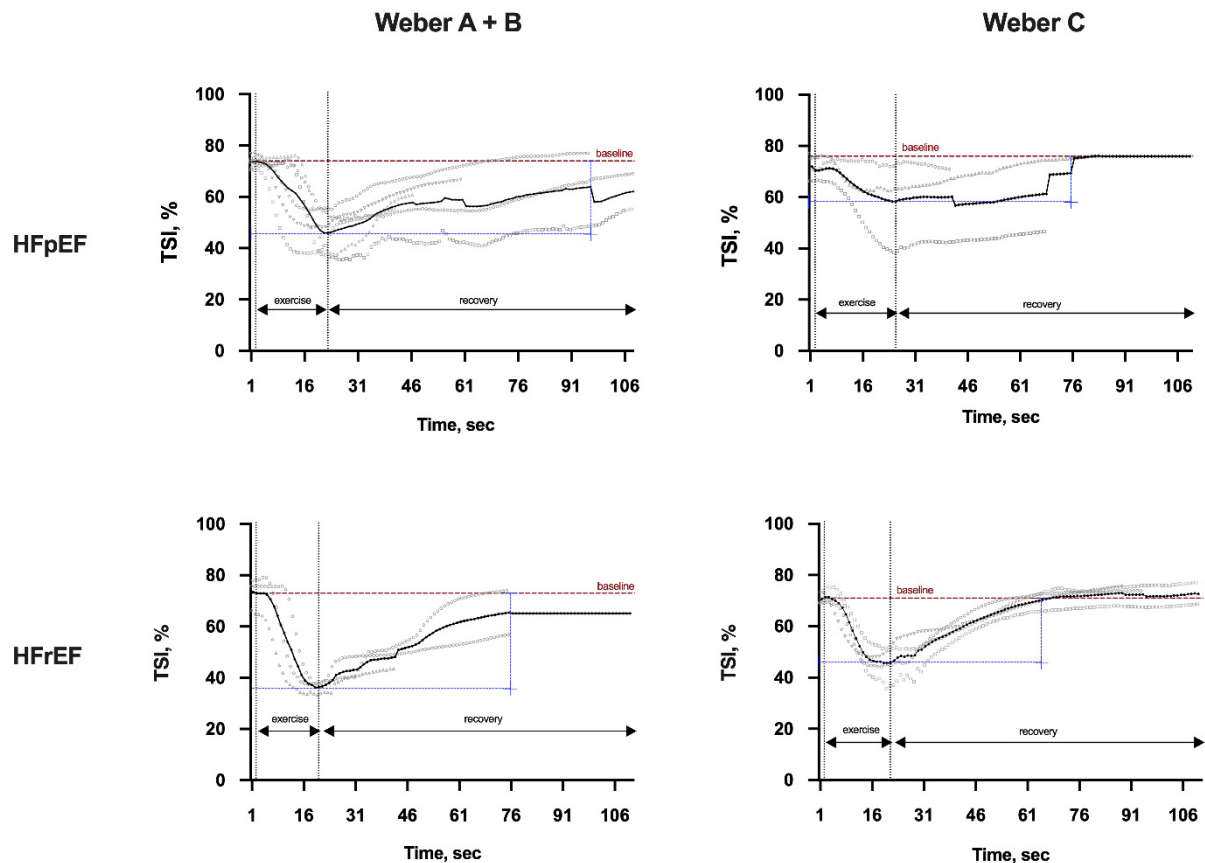 Weber A + B
Weber C
HFpEF
TSI, %
100
80
60
40
20
0
baseline
exercise
recovery
1 16 31 46 61 76 91 106
Time, sec
TSI, %
100
80
60
40
20
0
baseline
exercise
recovery
1 16 31 46 61 76 91 106
Time, sec
HFrEF
TSI, %
100
80
60
40
20
0
baseline
exercise
recovery
1 16 31 46 61 76 91 106
Time, sec
TSI, %
100
80
60
40
20
0
baseline
exercise
recovery
1 16 31 46 61 76 91 106
Time, sec